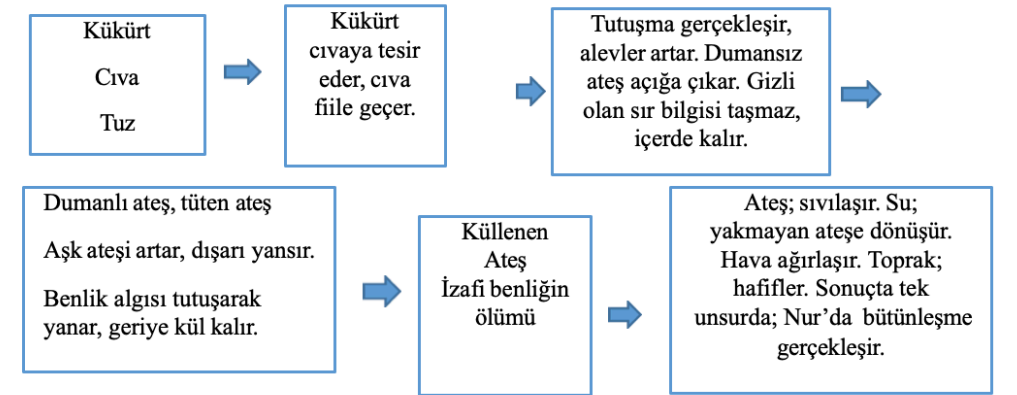 Kükürt
Cıva
Tuz
Kükürt
cıvaya tesir
eder, cıva
fiile geçer.
Tutuşma gerçekleşir,
alevler artar. Dumansız
ateş açığa çıkar. Gizli
olan sır bilgisi taşmaz,
içerde kalır.
Dumanlı ateş, tüten ateş
Aşk ateşi artar, dışarı yansır.
Benlik algısı tutuşarak
yanar, geriye kül kalır.
Küllenen
Ateş
İzafi benliğin
ölümü
Ateş; sıvılaşır. Su;
yakmayan ateşe dönüşür.
Hava ağırlaşır. Toprak;
hafifler. Sonuçta tek
unsurda; Nur’da bütünleşme
gerçekleşir.